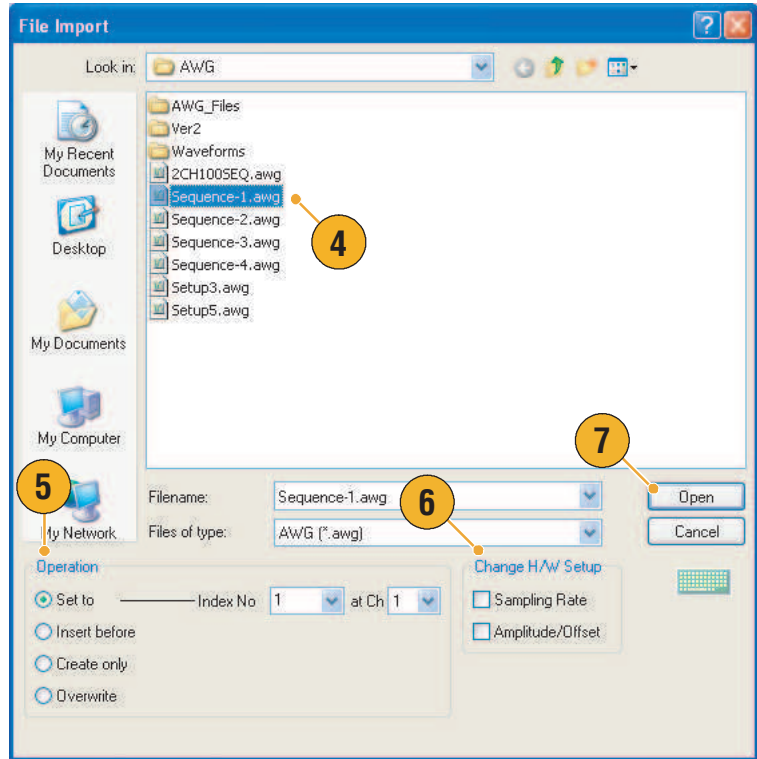 File Import
?
Look in: AWG
AWG_Files
Ver2
Waveforms
2CH100SEQ.awg
Sequence-1.awg
Sequence-2.awg
Sequence-3.awg
Sequence-4.awg
Setup3.awg
Setup5.awg
4
My Recent
Documents
Desktop
My Documents
My Computer
My Network
5
6
7
Filename: Sequence-1.awg Open
Files of type: AWG (*.awg) Cancel
Operation
Set to Index No 1 at Ch 1
Insert before
Create only
Overwrite
Change H/W Setup
Sampling Rate
Amplitude/Offset